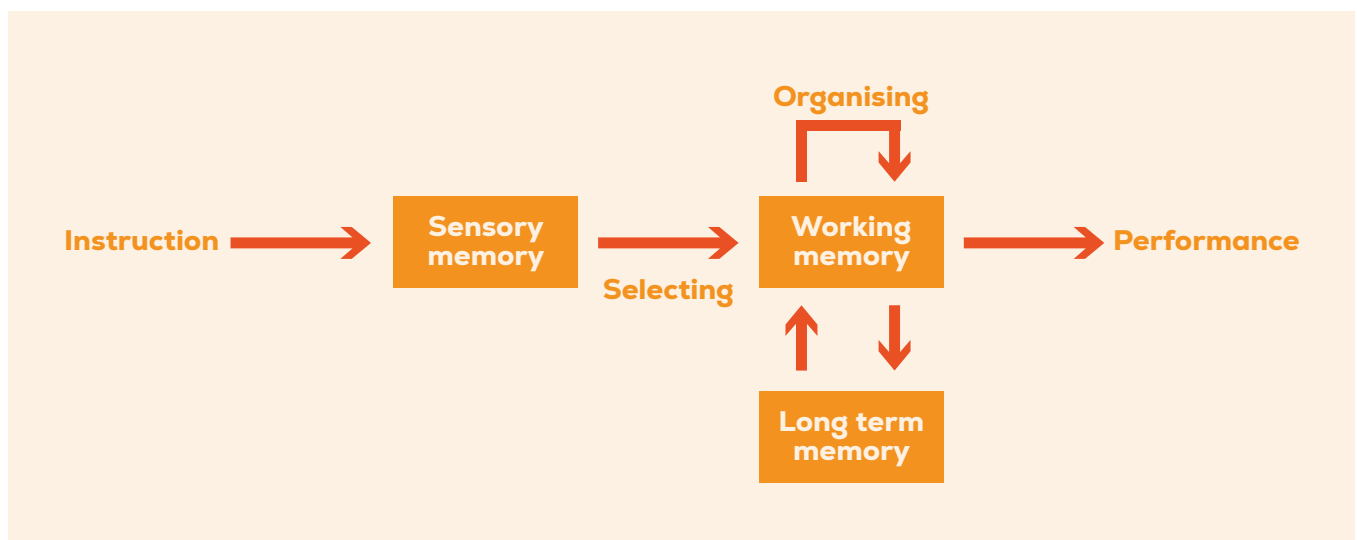 Organising
Instruction
Sensory
memory
Selecting
Working
memory
Performance
Long term
memory